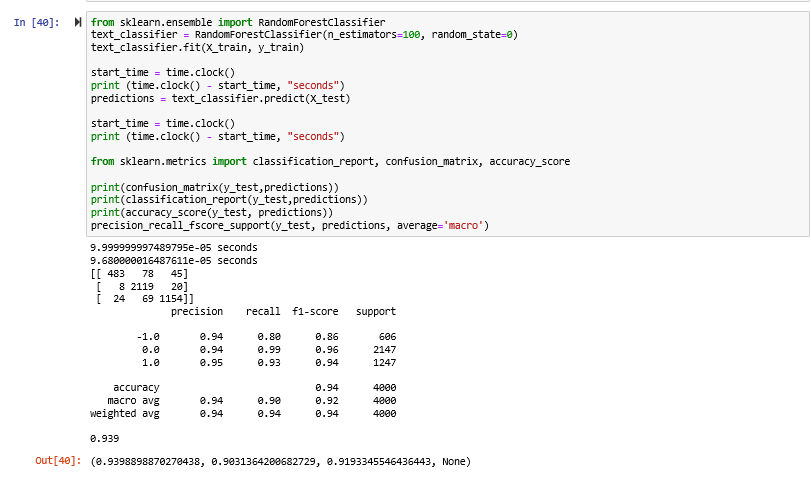 In [40]:
from sklearn.ensemble import RandomForestClassifier
text_classifier = RandomForestClassifier(n_estimators=100, random_state=0)
text_classifier.fit(X_train, y_train)
start_time = time.clock()
print (time.clock() - start_time, "seconds")
predictions = text_classifier.predict(X_test)
start_time = time.clock()
print (time.clock() - start_time, "seconds")
from sklearn.metrics import classification_report, confusion_matrix, accuracy_score
print(confusion_matrix(y_test,predictions))
print(classification_report(y_test,predictions))
print(accuracy_score(y_test, predictions))
precision_recall_fscore_support(y_test, predictions, average='macro')
9.999999997489795e-05 seconds
9.680000016487611e-05 seconds
[[ 483 78 45]
[ 8 2119 20]
[ 24 69 1154]]
precision recall f1-score support
-1.0 0.94 0.80 0.86 606
0.0 0.94 0.99 0.96 2147
1.0 0.95 0.93 0.94 1247
accuracy 0.94 4000
macro avg 0.94 0.90 0.92 4000
weighted avg 0.94 0.94 0.94 4000
0.939
Out[40]: (0.9398898870270438, 0.9031364200682729, 0.9193345546436443, None)